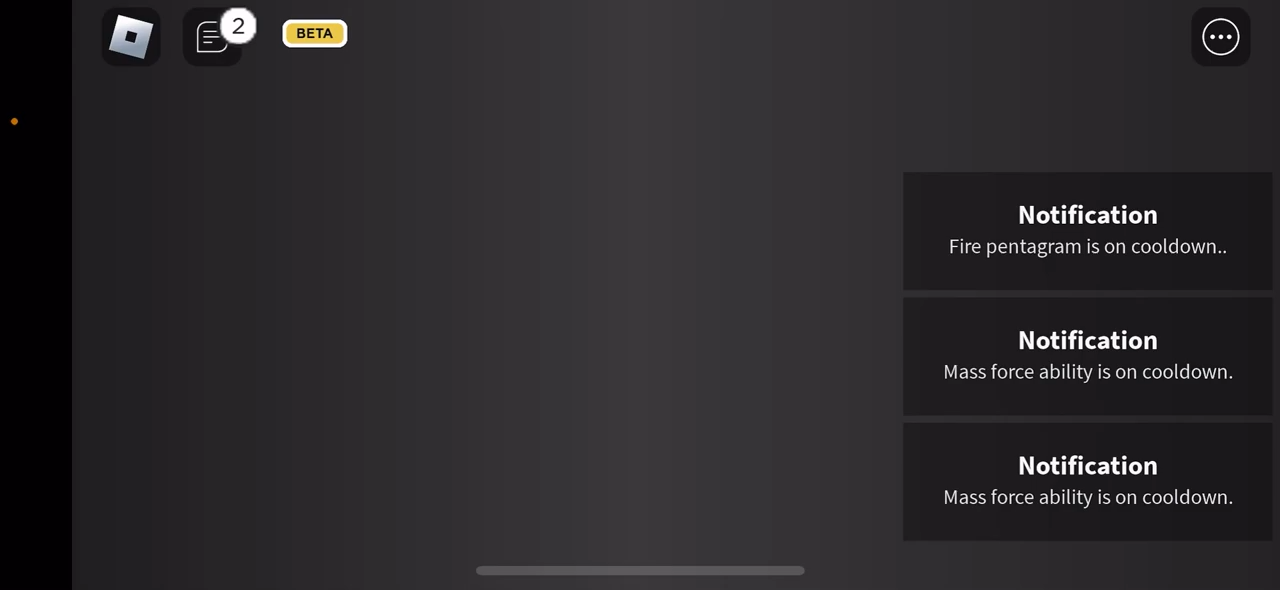 2
BETA
Notification
Fire pentagram is on cooldown..
Notification
Mass force ability is on cooldown.
Notification
Mass force ability is on cooldown.